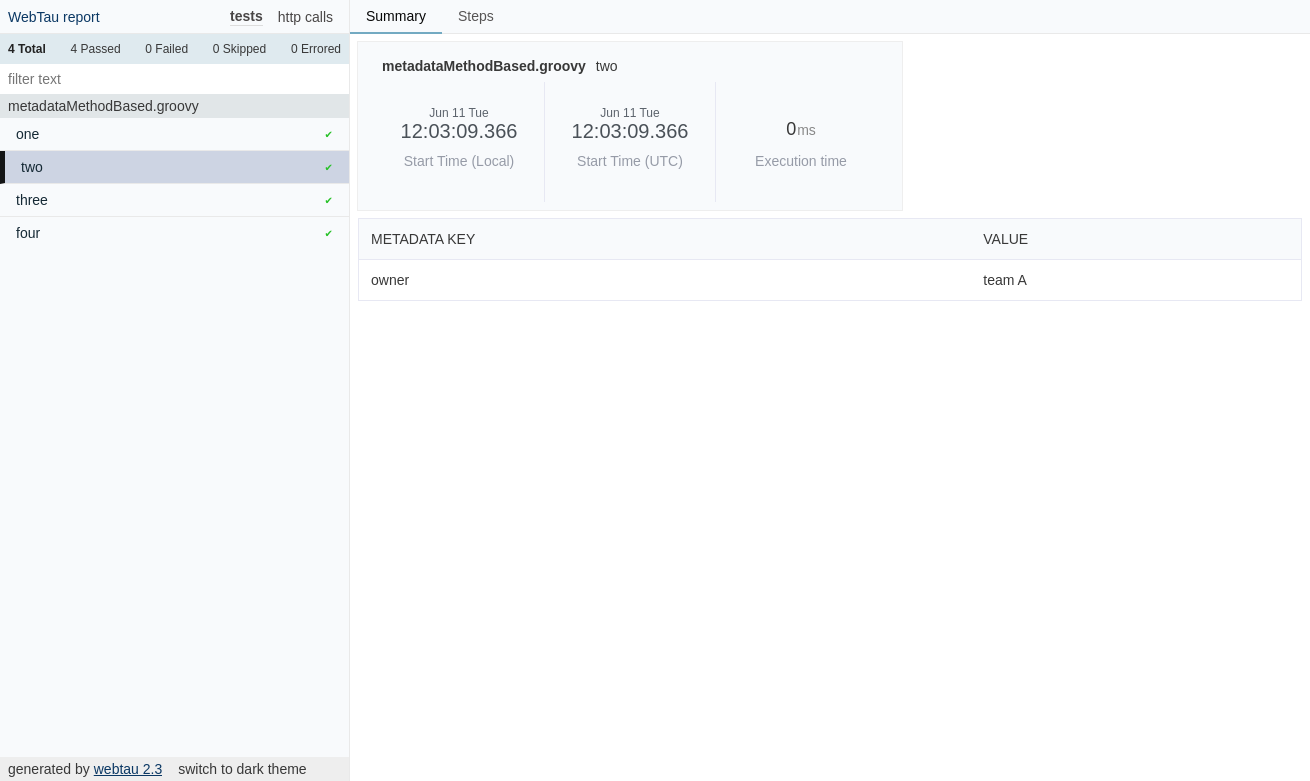 WebTau report tests http calls
4 Total 4 Passed 0 Failed 0 Skipped 0 Errored
filter text
metadataMethodBased.groovy
one ✔
two ✔
three ✔
four ✔
generated by webtau 2.3 switch to dark theme
Summary Steps
metadataMethodBased.groovy two
Jun 11 Tue
12:03:09.366
Start Time (Local)
Jun 11 Tue
12:03:09.366
Start Time (UTC)
0ms
Execution time
METADATA KEY VALUE
owner team A